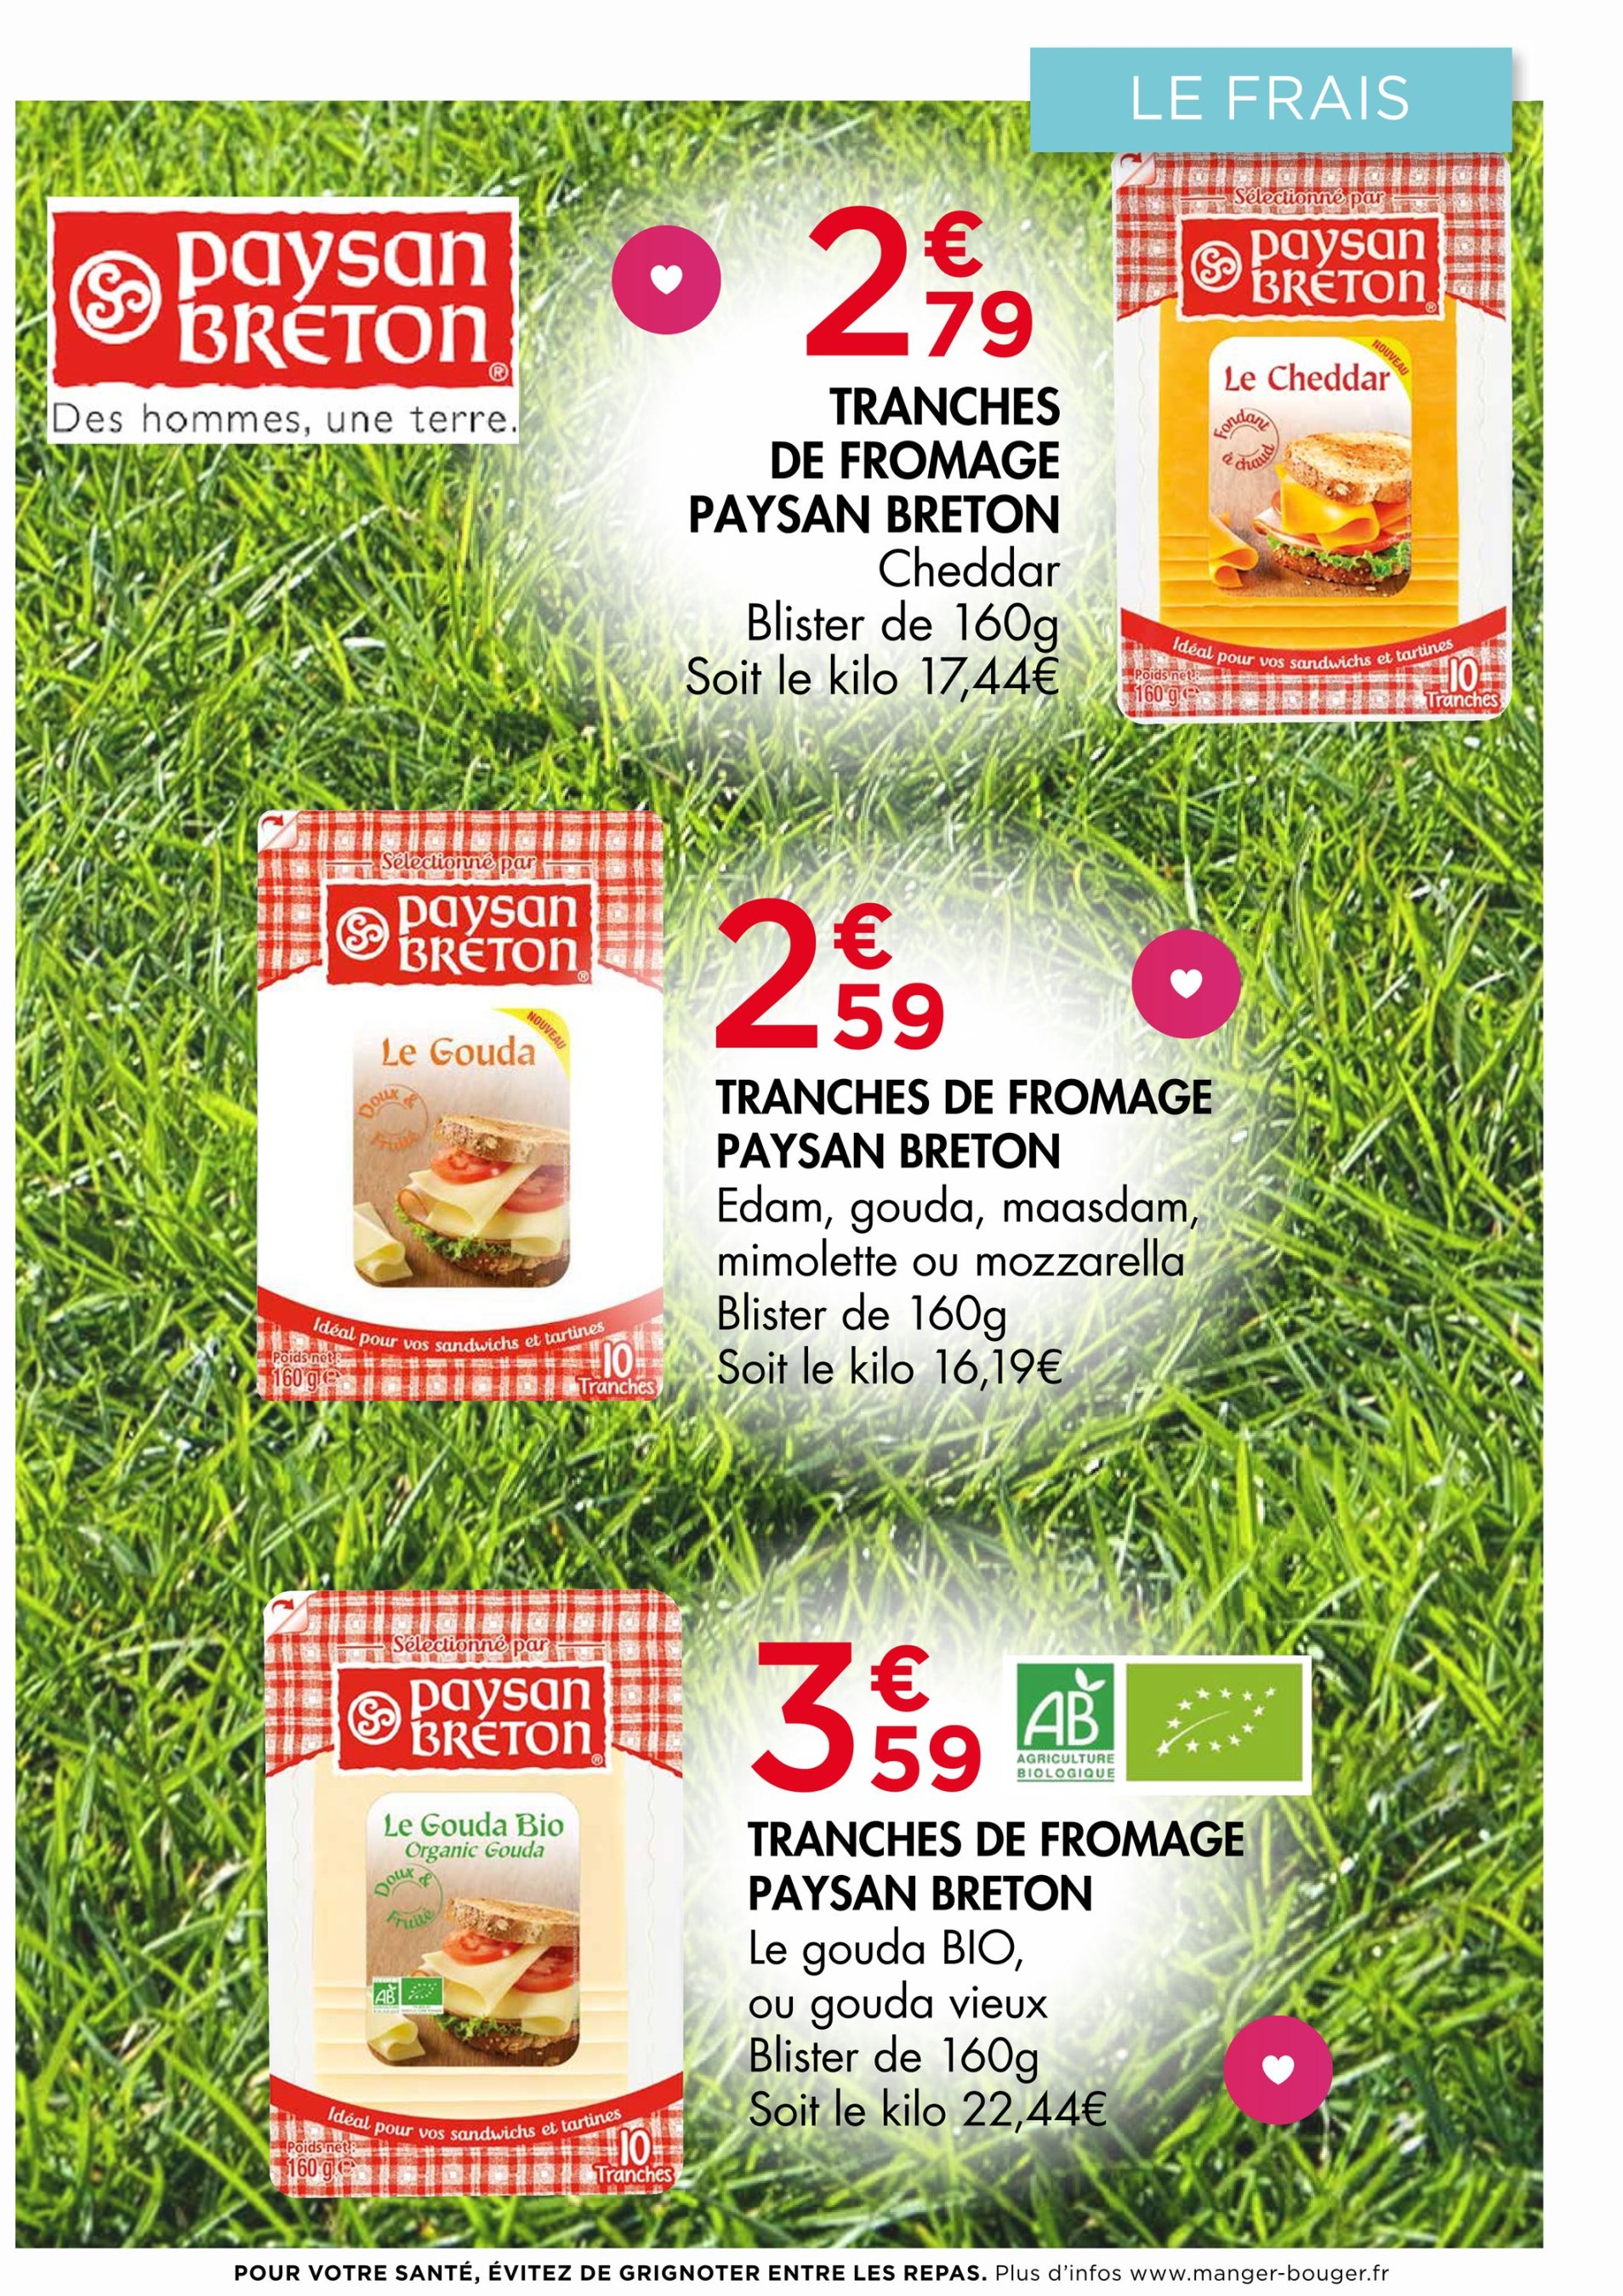 LE FRAIS
paysan
BRETON®
Des hommes, une terre.
2€79
TRANCHES
DE FROMAGE
PAYSAN BRETON
Cheddar
Blister de 160g
Soit le kilo 17,44€
Sélectionné par
paysan
BRETON®
NOUVEAU
Le Cheddar
Fondant
à chaud
Idéal pour vos sandwichs et tartines
Poids net :
160 g e
10
Tranches
Sélectionné par
paysan
BRETON®
NOUVEAU
Le Gouda
Doux &
Fruité
Idéal pour vos sandwichs et tartines
Poids net :
160 g e
10
Tranches
2€59
TRANCHES DE FROMAGE
PAYSAN BRETON
Edam, gouda, maasdam,
mimolette ou mozzarella
Blister de 160g
Soit le kilo 16,19€
Sélectionné par
paysan
BRETON®
Le Gouda Bio
Organic Gouda
Doux &
Fruité
AB
Idéal pour vos sandwichs et tartines
Poids net :
160 g e
10
Tranches
3€59
AB
AGRICULTURE
BIOLOGIQUE
TRANCHES DE FROMAGE
PAYSAN BRETON
Le gouda BIO,
ou gouda vieux
Blister de 160g
Soit le kilo 22,44€
POUR VOTRE SANTÉ, ÉVITEZ DE GRIGNOTER ENTRE LES REPAS. Plus d'infos www.manger-bouger.fr